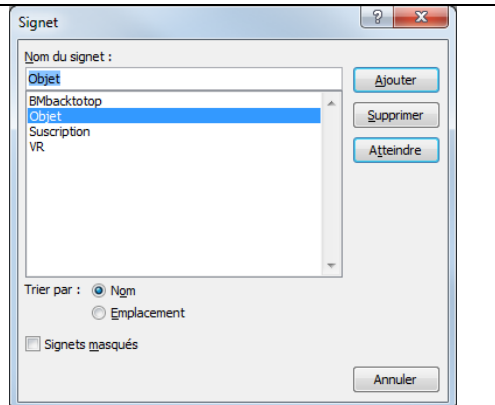 Signet
Nom du signet :
Objet
Ajouter
BMbacktotop
Objet
Suscription
VR
Supprimer
Atteindre
Trier par :
Nom
Emplacement
Signets masqués
Annuler